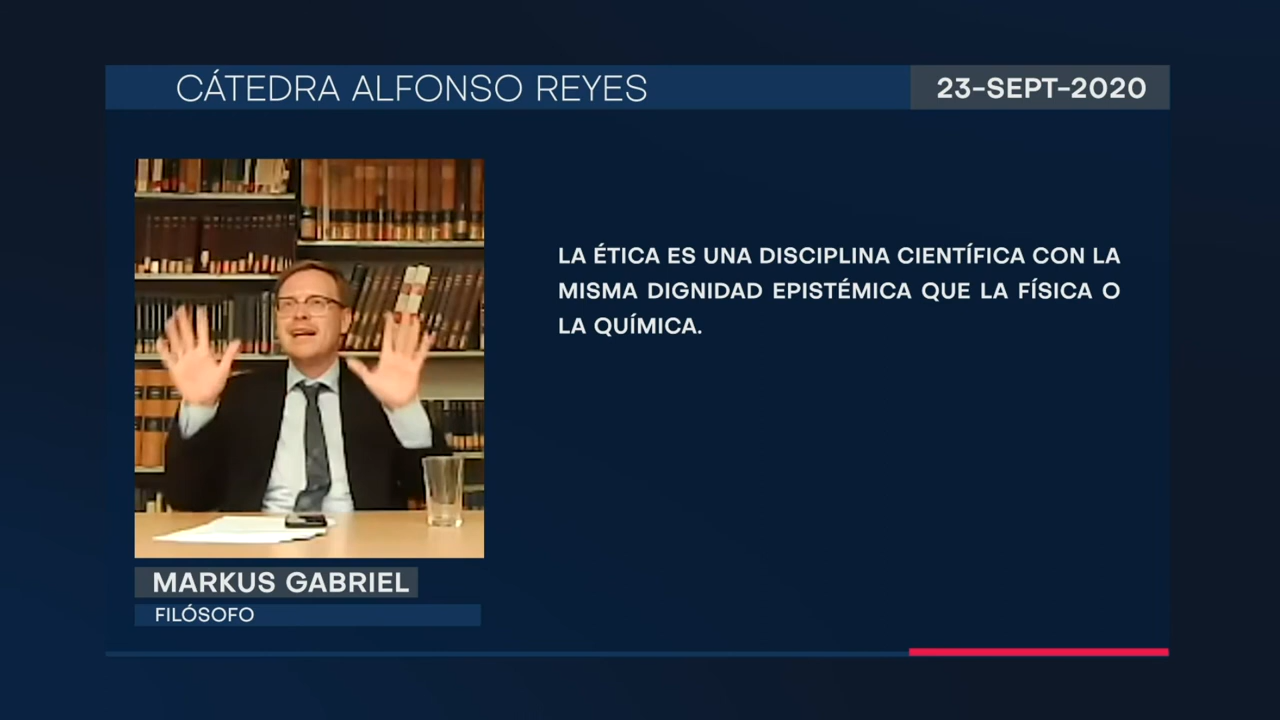 CÁTEDRA ALFONSO REYES
23-SEPT-2020
LA ÉTICA ES UNA DISCIPLINA CIENTÍFICA CON LA
MISMA DIGNIDAD EPISTÉMICA QUE LA FÍSICA O
LA QUÍMICA.
MARKUS GABRIEL
FILÓSOFO